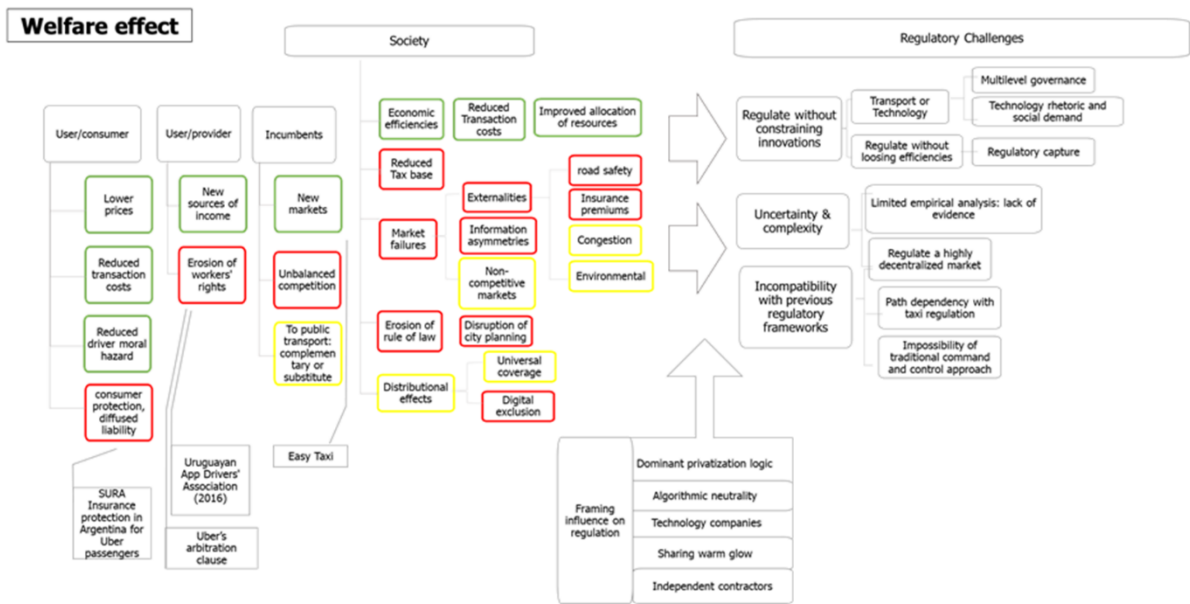 Welfare effect
Society
Regulatory Challenges
User/consumer
User/provider
Incumbents
Lower
prices
Reduced
transaction
costs
Reduced
driver moral
hazard
consumer
protection,
diffused
liability
SURA
Insurance
protection in
Argentina for
Uber
passengers
New
sources of
income
Erosion of
workers'
rights
Uruguayan
App Drivers'
Association
(2016)
Uber's
arbitration
clause
New
markets
Unbalanced
competition
To public
transport:
complemen
tary or
substitute
Easy Taxi
Economic
efficiencies
Reduced
Transaction
costs
Improved allocation
of resources
Reduced
Tax base
Market
failures
Externalities
road safety
Insurance
premiums
Congestion
Environmental
Information
asymmetries
Non-
competitive
markets
Erosion of
rule of law
Disruption of
city planning
Distributional
effects
Universal
coverage
Digital
exclusion
Regulate without
constraining
innovations
Transport or
Technology
Multilevel governance
Technology rhetoric and
social demand
Regulate without
loosing efficiencies
Regulatory capture
Uncertainty &
complexity
Limited empirical analysis: lack of
evidence
Regulate a highly
decentralized market
Incompatibility
with previous
regulatory
frameworks
Path dependency with
taxi regulation
Impossibility of
traditional command
and control approach
Framing
influence on
regulation
Dominant privatization logic
Algorithmic neutrality
Technology companies
Sharing warm glow
Independent contractors